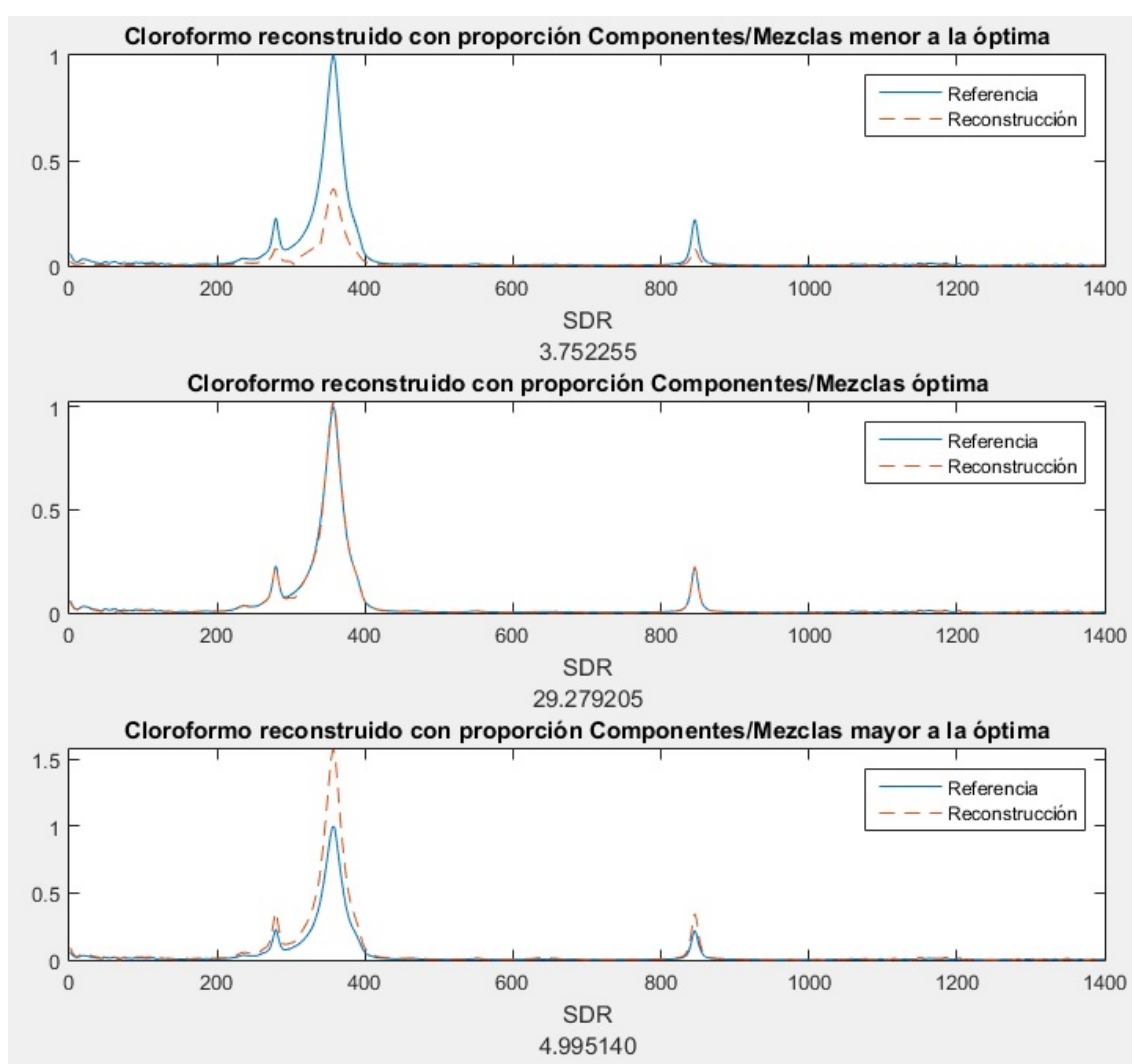 Cloroformo reconstruido con proporción Componentes/Mezclas menor a la óptima
1
0.5
0
Referencia
Reconstrucción
0 200 400 600 800 1000 1200 1400
SDR
3.752255
Cloroformo reconstruido con proporción Componentes/Mezclas óptima
1
0.5
0
Referencia
Reconstrucción
0 200 400 600 800 1000 1200 1400
SDR
29.279205
Cloroformo reconstruido con proporción Componentes/Mezclas mayor a la óptima
1.5
1
0.5
0
Referencia
Reconstrucción
0 200 400 600 800 1000 1200 1400
SDR
4.995140